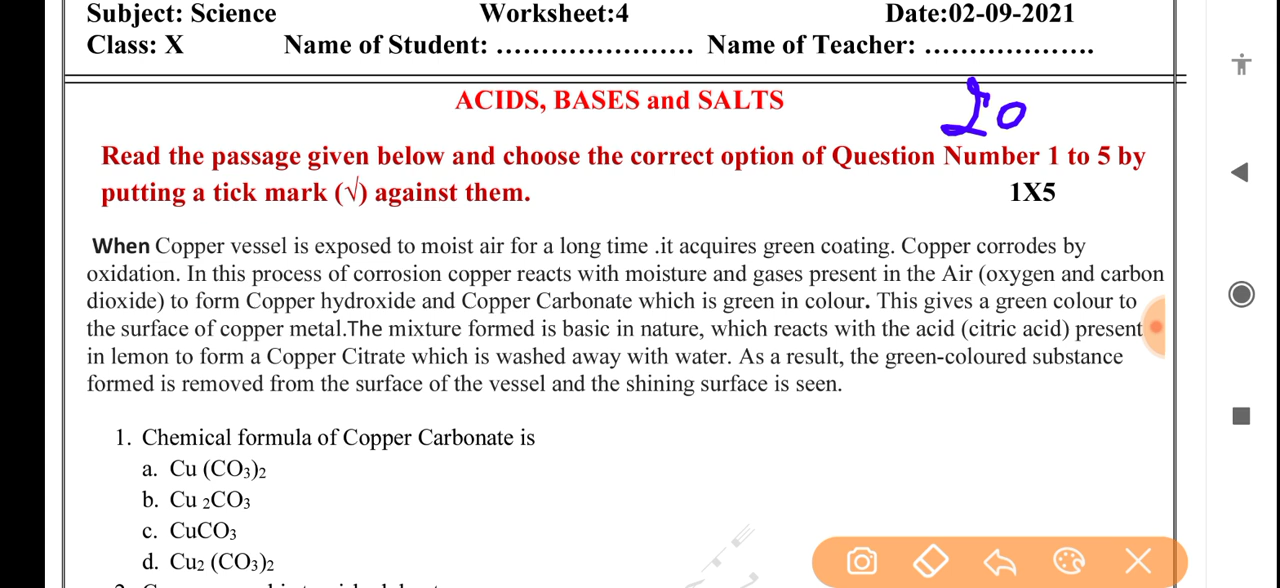 Subject: Science Worksheet:4 Date:02-09-2021
Class: X Name of Student: ...................... Name of Teacher: ...................
ACIDS, BASES and SALTS
20
Read the passage given below and choose the correct option of Question Number 1 to 5 by
putting a tick mark (√) against them. 1X5
When Copper vessel is exposed to moist air for a long time .it acquires green coating. Copper corrodes by
oxidation. In this process of corrosion copper reacts with moisture and gases present in the Air (oxygen and carbon
dioxide) to form Copper hydroxide and Copper Carbonate which is green in colour. This gives a green colour to
the surface of copper metal.The mixture formed is basic in nature, which reacts with the acid (citric acid) present
in lemon to form a Copper Citrate which is washed away with water. As a result, the green-coloured substance
formed is removed from the surface of the vessel and the shining surface is seen.
1. Chemical formula of Copper Carbonate is
a. Cu (CO₃)₂
b. Cu ₂CO₃
c. CuCO₃
d. Cu₂ (CO₃)₂